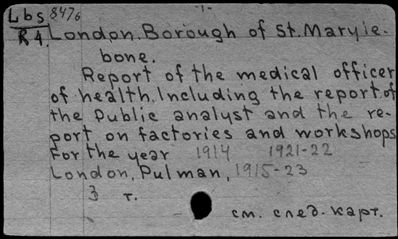 Lbs 8476 -1-
R4. London. Borough of St. Maryle-
bone.
Report of the medical officer
of health. Including the report of
the Public analyst and the re-
port on factories and workshops
for the year 1914 1921-22
London, Pulman, 1915-23
3 т.
см. след. карт.